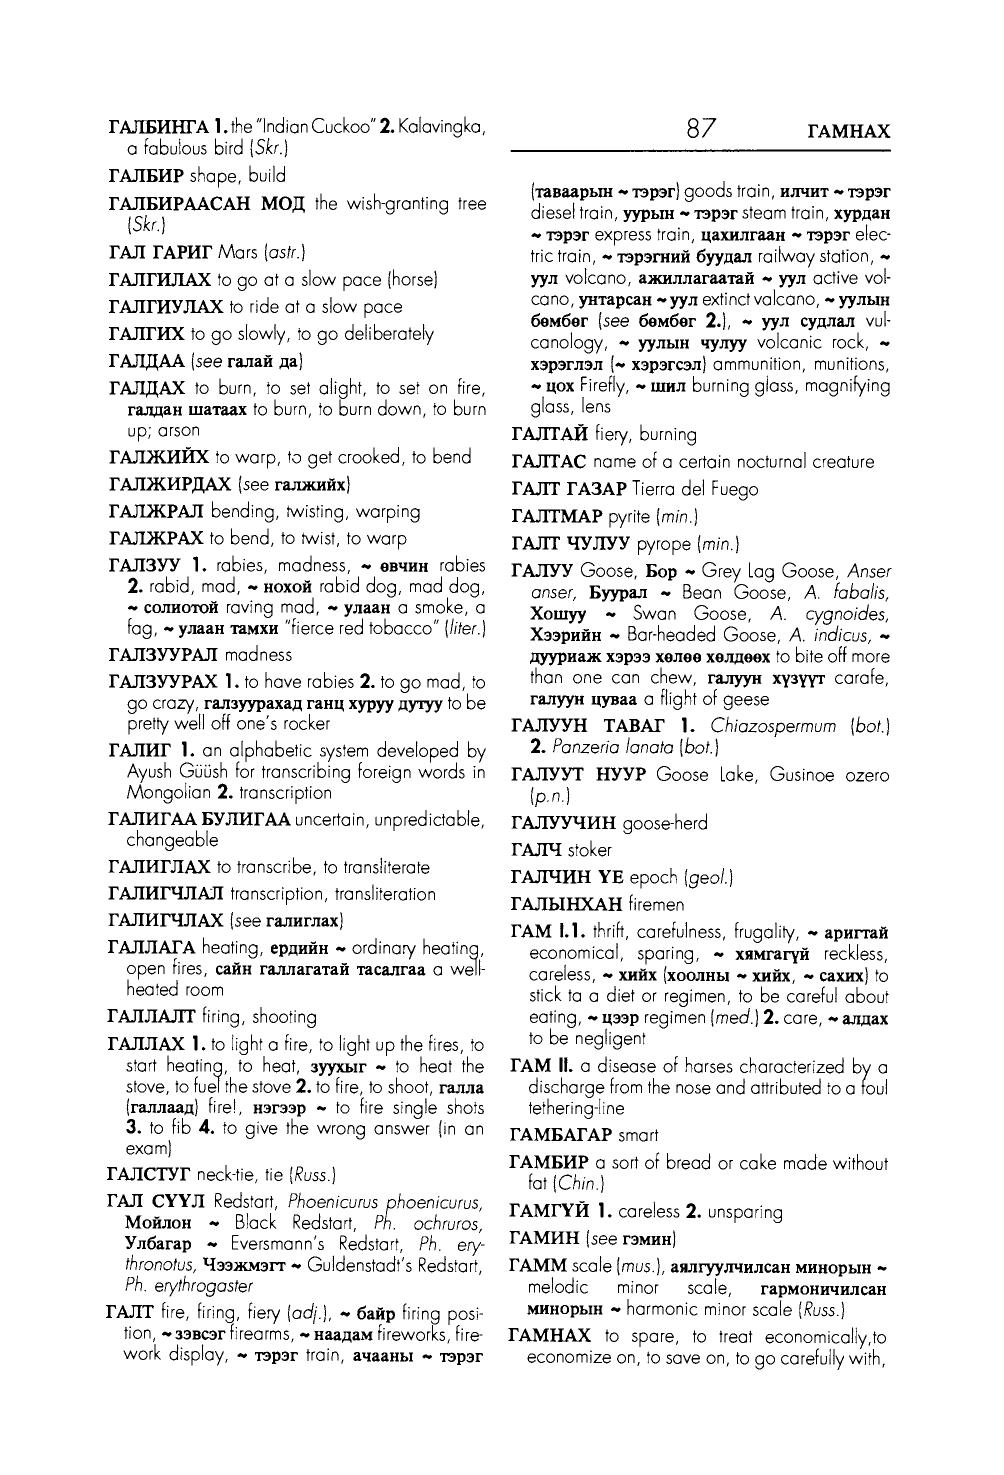 ГАЛБИНГА 1. the "Indian Cuckoo" 2. Kalavingka,
a fabulous bird (Skr.)
ГАЛБИР shape, build
ГАЛБИРААСАН МОД the wish-granting tree
(Skr.)
ГАЛ ГАРИГ Mars (astr.)
ГАЛГИЛАХ to go at a slow pace (horse)
ГАЛГИУЛАХ to ride at a slow pace
ГАЛГИХ to go slowly, to go deliberately
ГАЛДАА (see галай да)
ГАЛДАХ to burn, to set alight, to set on fire,
галдан шатаах to burn, to burn down, to burn
up; arson
ГАЛЖИЙХ to warp, to get crooked, to bend
ГАЛЖИРДАХ (see галжийх)
ГАЛЖРАЛ bending, twisting, warping
ГАЛЖРАХ to bend, to twist, to warp
ГАЛЗУУ 1. rabies, madness, ~ өвчин rabies
2. rabid, mad, ~ нохой rabid dog, mad dog,
~ солиотой raving mad, ~ улаан a smoke, a
fag, ~ улаан тамхи "fierce red tobacco" (liter.)
ГАЛЗУУРАЛ madness
ГАЛЗУУРАХ 1. to have rabies 2. to go mad, to
go crazy, галзуурахад ганц хуруу дутуу to be
pretty well off one's rocker
ГАЛИГ 1. an alphabetic system developed by
Ayush Güüsh for transcribing foreign words in
Mongolian 2. transcription
ГАЛИГАА БУЛИГАА uncertain, unpredictable,
changeable
ГАЛИГЛАХ to transcribe, to transliterate
ГАЛИГЧЛАЛ transcription, transliteration
ГАЛИГЧЛАХ (see галиглах)
ГАЛЛАГА heating, ердийн ~ ordinary heating,
open fires, сайн галлагатай тасалгаа a well-
heated room
ГАЛЛАЛТ firing, shooting
ГАЛЛАХ 1. to light a fire, to light up the fires, to
start heating, to heat, зуухыг ~ to heat the
stove, to fuel the stove 2. to fire, to shoot, галла
(галлаад) fire!, нэгээр ~ to fire single shots
3. to fib 4. to give the wrong answer (in an
exam)
ГАЛСТУГ neck-tie, tie (Russ.)
ГАЛ СҮҮЛ Redstart, Phoenicurus phoenicurus,
Мойлон ~ Black Redstart, Ph. ochruros,
Улбагар ~ Eversmann's Redstart, Ph. ery-
thronotus, Чээжмэгт ~ Guldenstadt's Redstart,
Ph. erythrogaster
ГАЛТ fire, firing, fiery (adj.), ~ байр firing posi-
tion, ~ зэвсэг firearms, ~ наадам fireworks, fire-
work display, ~ тэрэг train, ачааны ~ тэрэг
87 ГАМНАХ
(таваарын ~ тэрэг) goods train, илчит ~ тэрэг
diesel train, уурын ~ тэрэг steam train, хурдан
~ тэрэг express train, цахилгаан ~ тэрэг elec-
tric train, ~ тэрэгний буудал railway station, ~
уул volcano, ажиллагаатай ~ уул active vol-
cano, унтарсан ~ уул extinct valcano, ~ уулын
бөмбөг (see бөмбөг 2.), ~ уул судлал vul-
canology, ~ уулын чулуу volcanic rock, ~
хэрэглэл (~ хэрэгсэл) ammunition, munitions,
~ цох Firefly, ~ шил burning glass, magnifying
glass, lens
ГАЛТАЙ fiery, burning
ГАЛТАС name of a certain nocturnal creature
ГАЛТ ГАЗАР Tierra del Fuego
ГАЛТМАР pyrite (min.)
ГАЛТ ЧУЛУУ pyrope (min.)
ГАЛУУ Goose, Бор ~ Grey Lag Goose, Anser
anser, Буурал ~ Bean Goose, A. fabalis,
Хошуу ~ Swan Goose, A. cygnoides,
Хээрийн ~ Bar-headed Goose, A. indicus, ~
дууриаж хэрээ хөлөө хөлдөөх to bite off more
than one can chew, галуун хүзүүт carafe,
галуун цуваа a flight of geese
ГАЛУУН ТАВАГ 1. Chiazospermum (bot.)
2. Panzeria lanata (bot.)
ГАЛУУТ НУУР Goose Lake, Gusinoe ozero
(p.n.)
ГАЛУУЧИН goose-herd
ГАЛЧ stoker
ГАЛЧИН ҮЕ epoch (geol.)
ГАЛЫНХАН firemen
ГАМ I.1. thrift, carefulness, frugality, ~ аригтай
economical, sparing, ~ хямгагүй reckless,
careless, ~ хийх (хоолны ~ хийх, ~ сахих) to
stick ta a diet or regimen, to be careful about
eating, ~ цээр regimen (med.) 2. care, ~ алдах
to be negligent
ГАМ II. a disease of harses characterized by a
discharge from the nose and attributed to a foul
tethering-line
ГАМБАГАР smart
ГАМБИР a sort of bread or cake made without
fat (Chin.)
ГАМГҮЙ 1. careless 2. unsparing
ГАМИН (see гэмин)
ГАММ scale (mus.), аялгуулчилсан минорын ~
melodic minor scale, гармоничилсан
минорын ~ harmonic minor scale (Russ.)
ГАМНАХ to spare, to treat economically,to
economize on, to save on, to go carefully with,